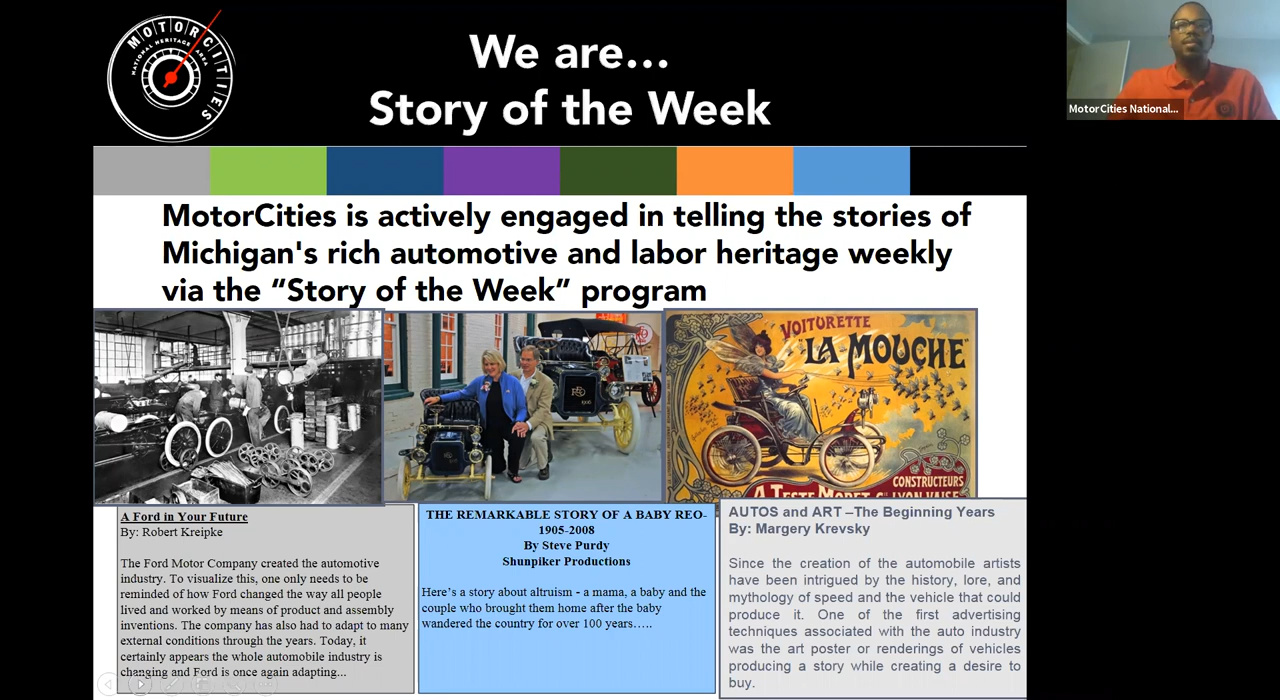 MOTORCITIES
NATIONAL HERITAGE AREA
We are...
Story of the Week
MotorCities National...
MotorCities is actively engaged in telling the stories of
Michigan's rich automotive and labor heritage weekly
via the “Story of the Week” program
REO
VOITURETTE
"LA MOUCHE"
CONSTRUCTEURS
A. TESTE MORET & Cie LYON-VAISE
A Ford in Your Future
By: Robert Kreipke
The Ford Motor Company created the automotive
industry. To visualize this, one only needs to be
reminded of how Ford changed the way all people
lived and worked by means of product and assembly
inventions. The company has also had to adapt to many
external conditions through the years. Today, it
certainly appears the whole automobile industry is
changing and Ford is once again adapting...
THE REMARKABLE STORY OF A BABY REO-
1905-2008
By Steve Purdy
Shunpiker Productions
Here’s a story about altruism - a mama, a baby and the
couple who brought them home after the baby
wandered the country for over 100 years…..
AUTOS and ART –The Beginning Years
By: Margery Krevsky
Since the creation of the automobile artists
have been intrigued by the history, lore, and
mythology of speed and the vehicle that could
produce it. One of the first advertising
techniques associated with the auto industry
was the art poster or renderings of vehicles
producing a story while creating a desire to
buy.